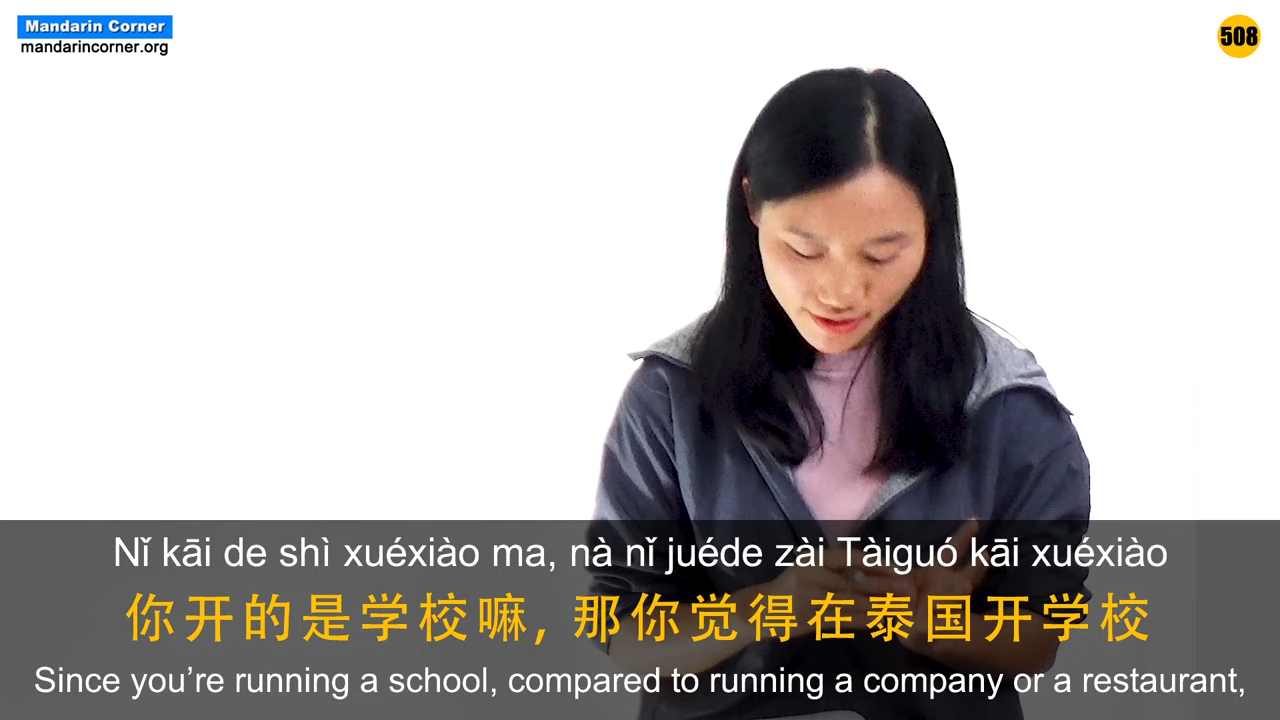 Mandarin Corner
mandarincorner.org
508
Nǐ kāi de shì xuéxiào ma, nà nǐ juéde zài Tàiguó kāi xuéxiào
你开的是学校嘛, 那你觉得在泰国开学校
Since you’re running a school, compared to running a company or a restaurant,